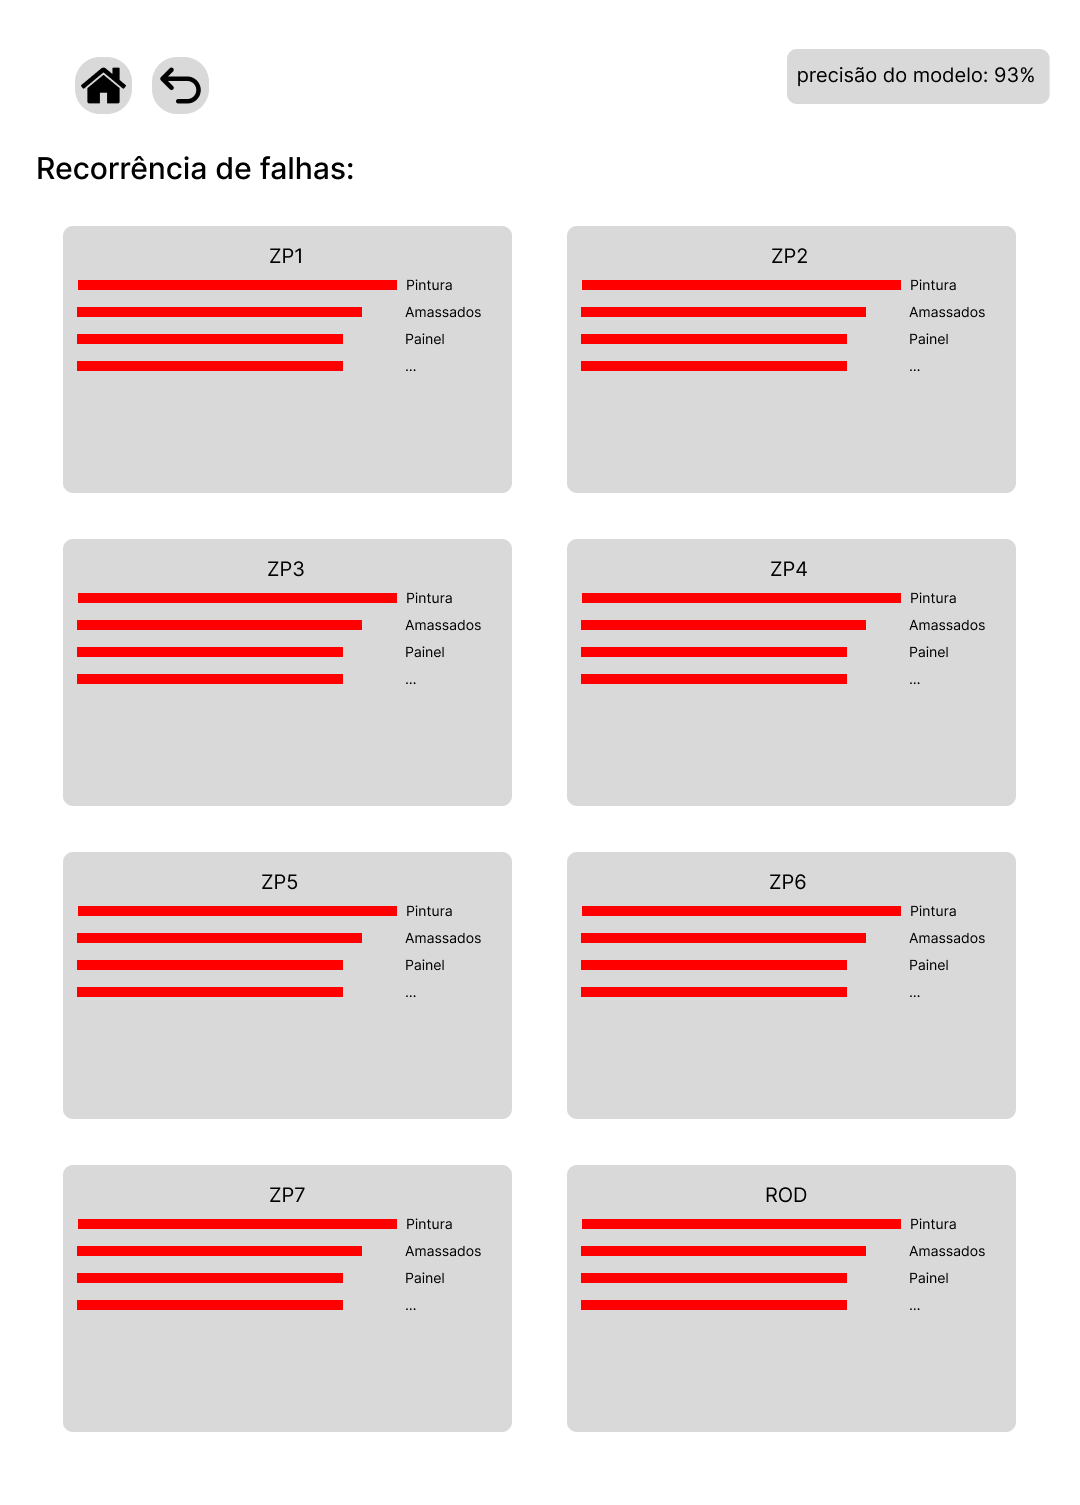 precisão do modelo: 93%
Recorrência de falhas:
ZP1
Pintura
Amassados
Painel
...
ZP2
Pintura
Amassados
Painel
...
ZP3
Pintura
Amassados
Painel
...
ZP4
Pintura
Amassados
Painel
...
ZP5
Pintura
Amassados
Painel
...
ZP6
Pintura
Amassados
Painel
...
ZP7
Pintura
Amassados
Painel
...
ROD
Pintura
Amassados
Painel
...